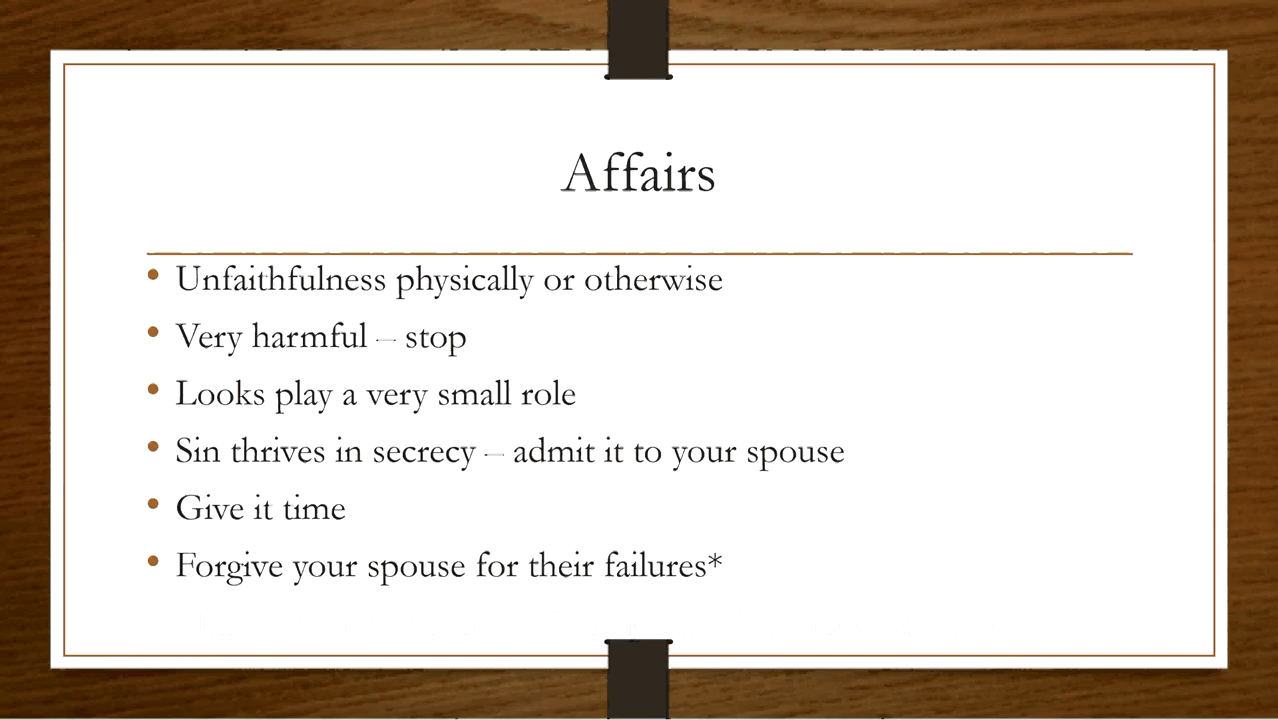 Affairs
• Unfaithfulness physically or otherwise
• Very harmful – stop
• Looks play a very small role
• Sin thrives in secrecy – admit it to your spouse
• Give it time
• Forgive your spouse for their failures*